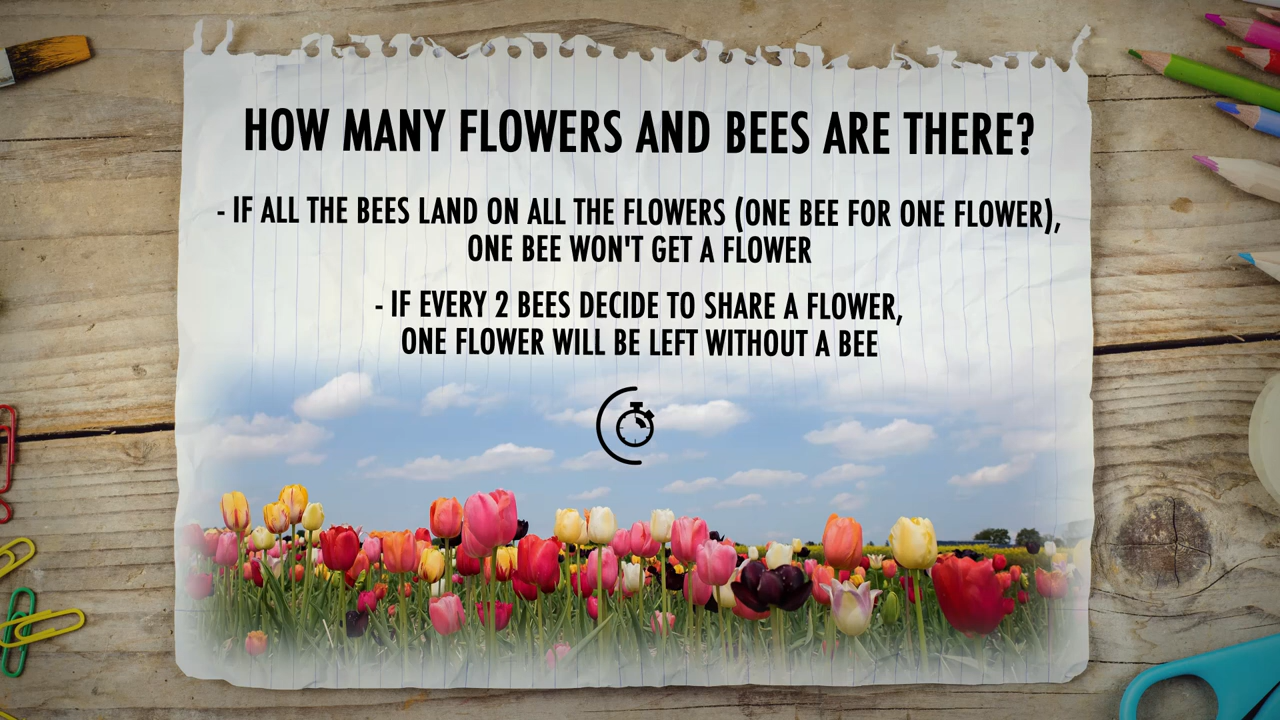 HOW MANY FLOWERS AND BEES ARE THERE?
- IF ALL THE BEES LAND ON ALL THE FLOWERS (ONE BEE FOR ONE FLOWER),
ONE BEE WON'T GET A FLOWER
- IF EVERY 2 BEES DECIDE TO SHARE A FLOWER,
ONE FLOWER WILL BE LEFT WITHOUT A BEE